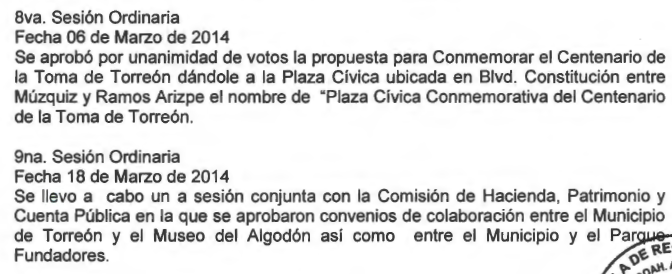 8va. Sesión Ordinaria
Fecha 06 de Marzo de 2014
Se aprobó por unanimidad de votos la propuesta para Conmemorar el Centenario de
la Toma de Torreón dándole a la Plaza Cívica ubicada en Blvd. Constitución entre
Múzquiz y Ramos Arizpe el nombre de "Plaza Cívica Conmemorativa del Centenario
de la Toma de Torreón.
9na. Sesión Ordinaria
Fecha 18 de Marzo de 2014
Se llevo a cabo un a sesión conjunta con la Comisión de Hacienda, Patrimonio y
Cuenta Pública en la que se aprobaron convenios de colaboración entre el Municipio
de Torreón y el Museo del Algodón así como entre el Municipio y el Parque
Fundadores.